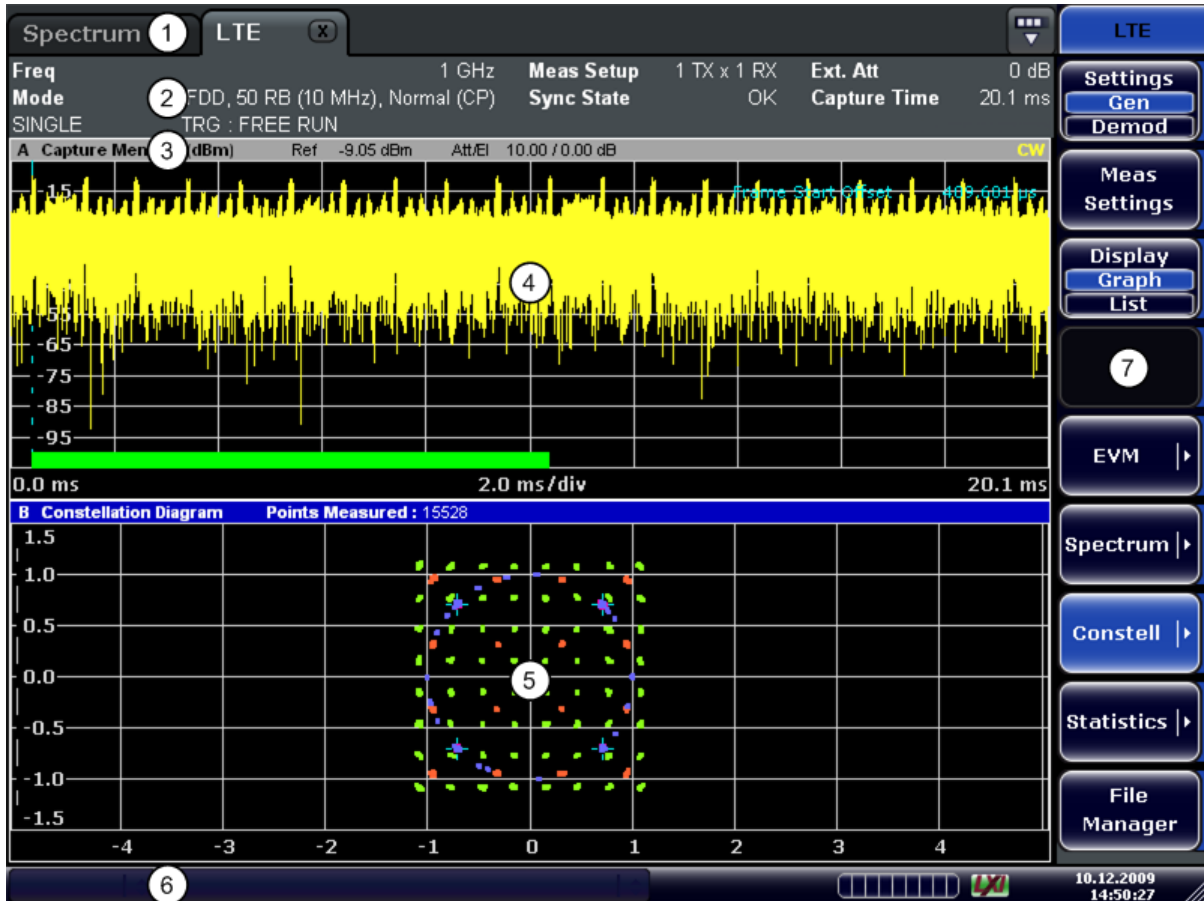 Spectrum 1 LTE X
LTE
Freq 1 GHz Meas Setup 1 TX x 1 RX Ext. Att 0 dB
Mode 2 FDD, 50 RB (10 MHz), Normal (CP) Sync State OK Capture Time 20.1 ms
SINGLE TRG : FREE RUN
A Capture 3 (dBm) Ref -9.05 dBm Att/El 10.00 / 0.00 dB CW
-15 Frame Start Offset
4
-55
-65
-75
-85
-95
0.0 ms 2.0 ms/div 20.1 ms
B Constellation Diagram Points Measured : 15528
1.5
1.0
0.5
0.0 5
-0.5
-1.0
-1.5
-4 -3 -2 -1 0 1 2 3 4
Settings
Gen
Demod
Meas
Settings
Display
Graph
List
7
EVM
Spectrum
Constell
Statistics
File
Manager
6 LXI 10.12.2009
14:50:27